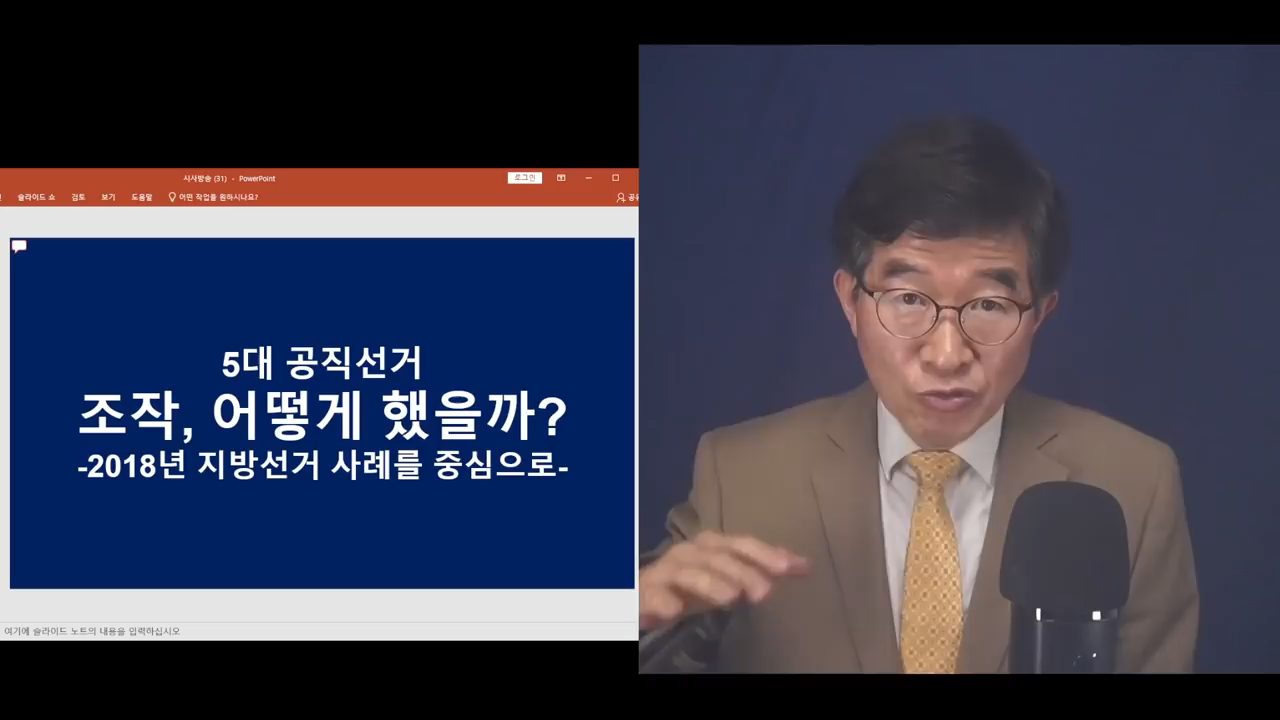 시사방송 (31) - PowerPoint
로그인
슬라이드 쇼 검토 보기 도움말 어떤 작업을 원하시나요?
5대 공직선거
조작, 어떻게 했을까?
-2018년 지방선거 사례를 중심으로-
여기에 슬라이드 노트의 내용을 입력하십시오